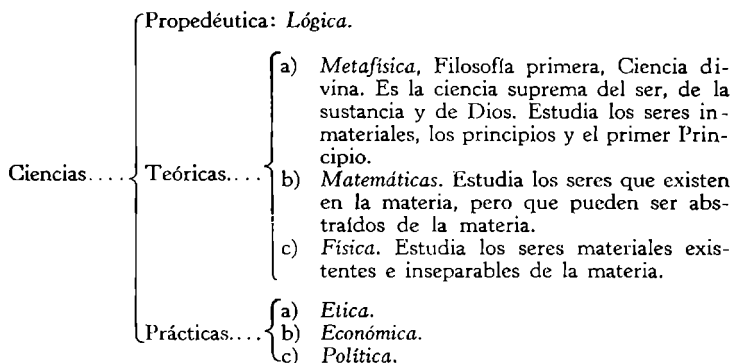 Propedéutica: Lógica.
a) Metafísica, Filosofía primera, Ciencia di-
vina. Es la ciencia suprema del ser, de la
sustancia y de Dios. Estudia los seres in-
materiales, los principios y el primer Prin-
cipio.
Ciencias.... Teóricas....
b) Matemáticas. Estudia los seres que existen
en la materia, pero que pueden ser abs-
traídos de la materia.
c) Física. Estudia los seres materiales exis-
tentes e inseparables de la materia.
a) Etica.
Prácticas.... b) Económica.
c) Política.